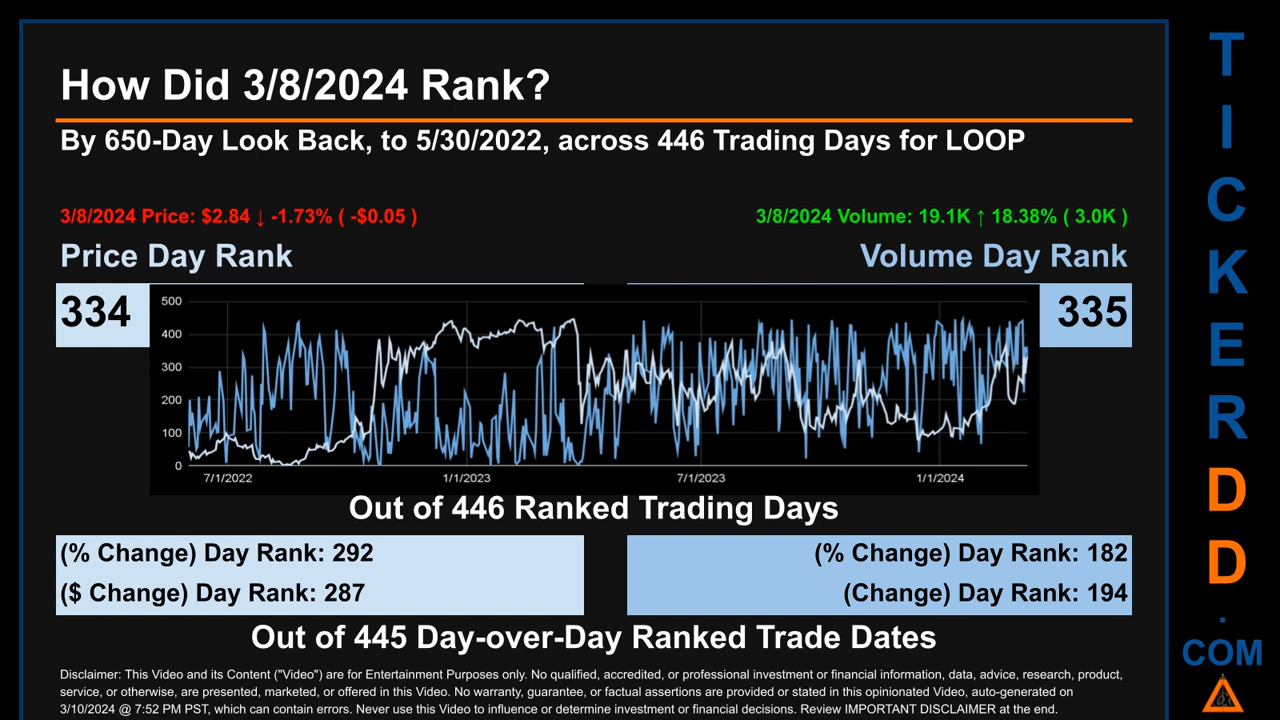 How Did 3/8/2024 Rank?
By 650-Day Look Back, to 5/30/2022, across 446 Trading Days for LOOP
3/8/2024 Price: $2.84 ↓ -1.73% ( -$0.05 )
3/8/2024 Volume: 19.1K ↑ 18.38% ( 3.0K )
Price Day Rank
Volume Day Rank
334
335
500
400
300
200
100
0
7/1/2022
1/1/2023
7/1/2023
1/1/2024
Out of 446 Ranked Trading Days
(% Change) Day Rank: 292
($ Change) Day Rank: 287
(% Change) Day Rank: 182
(Change) Day Rank: 194
Out of 445 Day-over-Day Ranked Trade Dates
Disclaimer: This Video and its Content ("Video") are for Entertainment Purposes only. No qualified, accredited, or professional investment or financial information, data, advice, research, product,
service, or otherwise, are presented, marketed, or offered in this Video. No warranty, guarantee, or factual assertions are provided or stated in this opinionated Video, auto-generated on
3/10/2024 @ 7:52 PM PST, which can contain errors. Never use this Video to influence or determine investment or financial decisions. Review IMPORTANT DISCLAIMER at the end.
T
I
C
K
E
R
D
D
.
COM